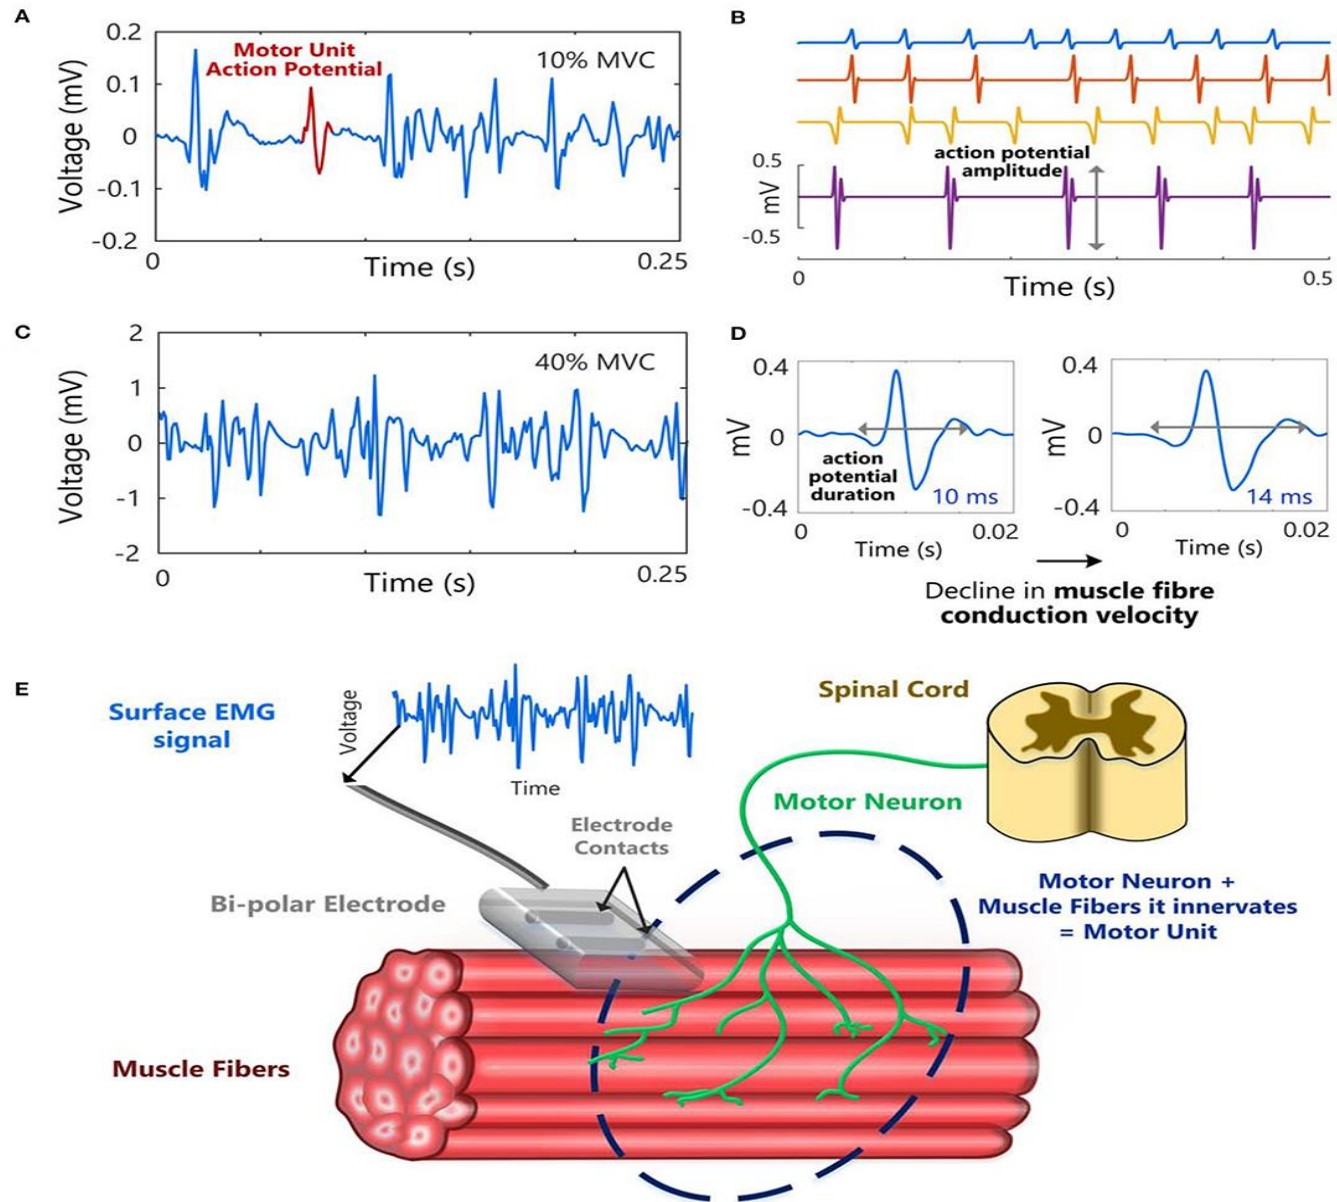 A
0.2
0.1
0
-0.1
-0.2
Voltage (mV)
Motor Unit
Action Potential
10% MVC
0
Time (s)
0.25
B
action potential
amplitude
0.5
mV
-0.5
0
Time (s)
0.5
C
2
1
0
-1
-2
Voltage (mV)
40% MVC
0
Time (s)
0.25
D
0.4
0
-0.4
mV
action
potential
duration
10 ms
0
0.02
Time (s)
0.4
0
-0.4
mV
14 ms
0
0.02
Time (s)
Decline in muscle fibre
conduction velocity
E
Surface EMG
signal
Voltage
Time
Spinal Cord
Motor Neuron
Electrode
Contacts
Bi-polar Electrode
Motor Neuron +
Muscle Fibers it innervates
= Motor Unit
Muscle Fibers